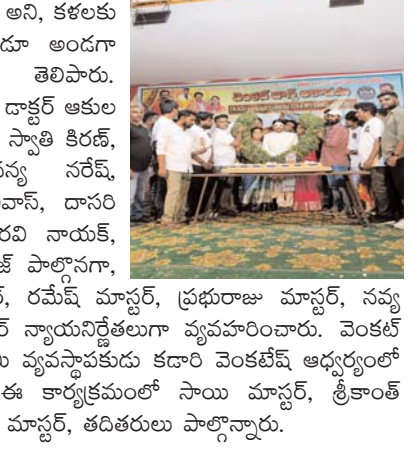 అని, కళలకు
డూ అండగా
తెలిపారు.
డాక్టర్ ఆకుల
స్వాతి కిరణ్,
నరేష్,
దాసరి
రవి నాయక్,
పాల్గొనగా,
రమేష్ మాస్టర్, ప్రభురాజు మాస్టర్, నవ్య
న్యాయనిర్ణేతలుగా వ్యవహరించారు. వెంకట్
వ్యవస్థాపకుడు కడారి వెంకటేష్ ఆధ్వర్యంలో
ఈ కార్యక్రమంలో సాయి మాస్టర్, శ్రీకాంత్
మాస్టర్, తదితరులు పాల్గొన్నారు.